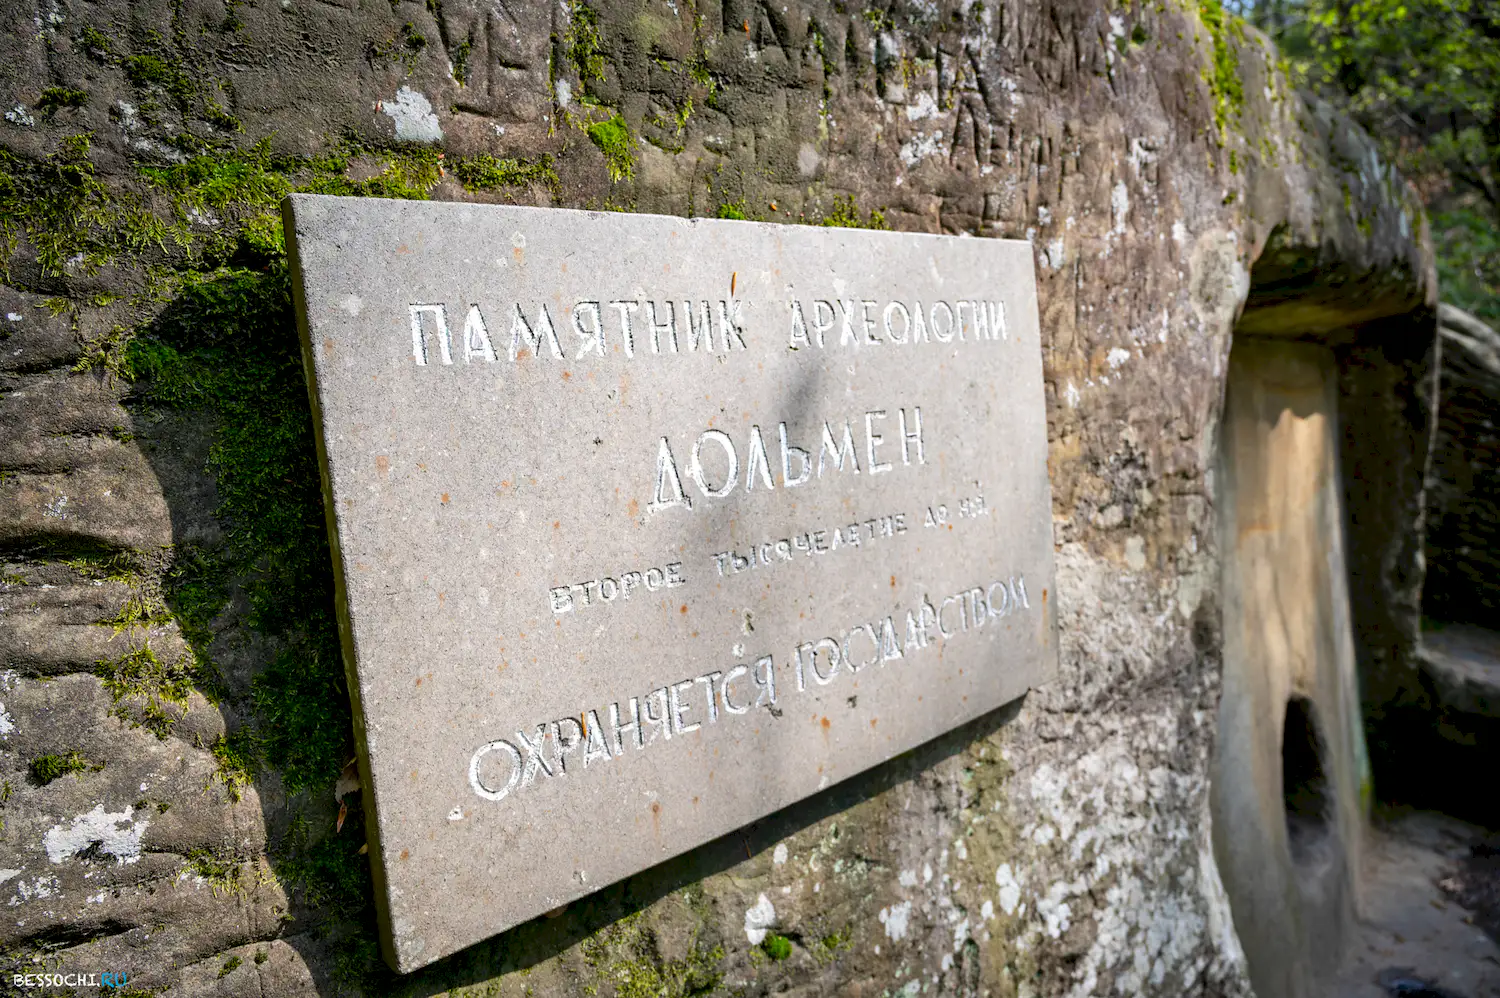 ПАМЯТНИК АРХЕОЛОГИИ
ДОЛЬМЕН
ВТОРОЕ ТЫСЯЧЕЛЕТИЕ ДО Н.Э.
ОХРАНЯЕТСЯ ГОСУДАРСТВОМ
BESSOCHI.RU